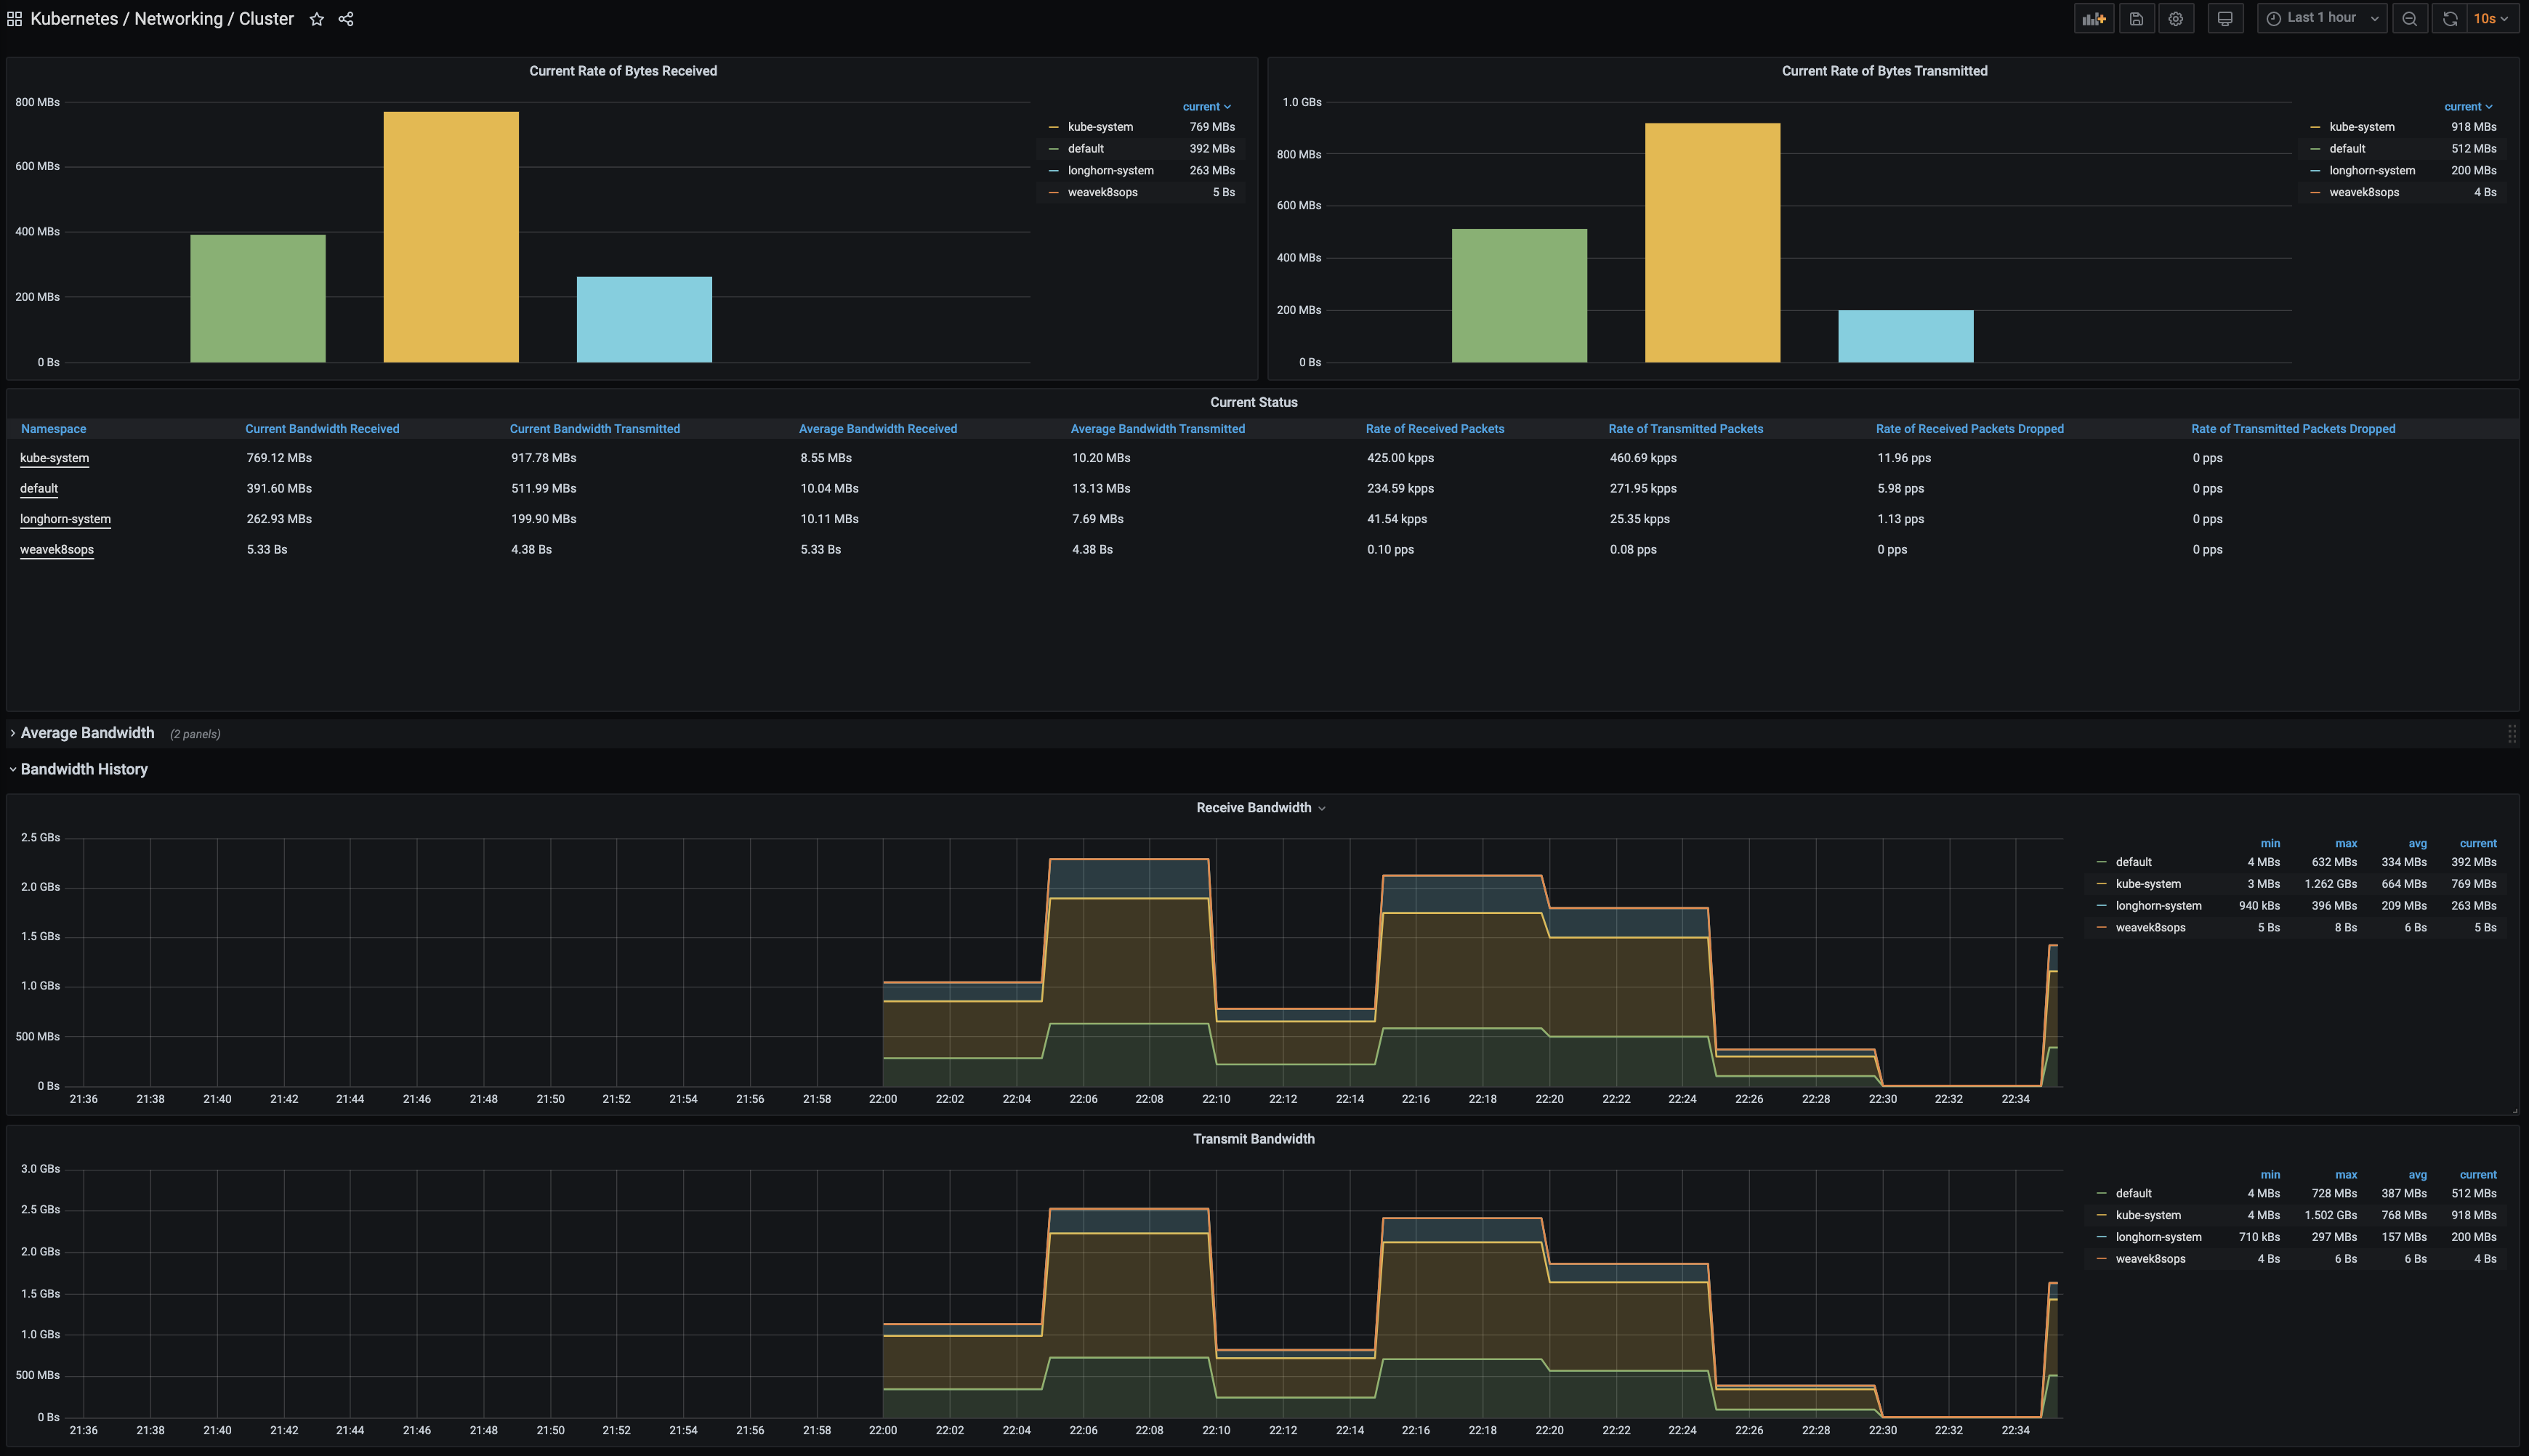 Kubernetes / Networking / Cluster
Last 1 hour
10s
Current Rate of Bytes Received
800 MBs
600 MBs
400 MBs
200 MBs
0 Bs
current
kube-system 769 MBs
default 392 MBs
longhorn-system 263 MBs
weavek8sops 5 Bs
Current Rate of Bytes Transmitted
1.0 GBs
800 MBs
600 MBs
400 MBs
200 MBs
0 Bs
current
kube-system 918 MBs
default 512 MBs
longhorn-system 200 MBs
weavek8sops 4 Bs
Current Status
Namespace Current Bandwidth Received Current Bandwidth Transmitted Average Bandwidth Received Average Bandwidth Transmitted Rate of Received Packets Rate of Transmitted Packets Rate of Received Packets Dropped Rate of Transmitted Packets Dropped
kube-system 769.12 MBs 917.78 MBs 8.55 MBs 10.20 MBs 425.00 kpps 460.69 kpps 11.96 pps 0 pps
default 391.60 MBs 511.99 MBs 10.04 MBs 13.13 MBs 234.59 kpps 271.95 kpps 5.98 pps 0 pps
longhorn-system 262.93 MBs 199.90 MBs 10.11 MBs 7.69 MBs 41.54 kpps 25.35 kpps 1.13 pps 0 pps
weavek8sops 5.33 Bs 4.38 Bs 5.33 Bs 4.38 Bs 0.10 pps 0.08 pps 0 pps 0 pps
Average Bandwidth (2 panels)
Bandwidth History
Receive Bandwidth
2.5 GBs
2.0 GBs
1.5 GBs
1.0 GBs
500 MBs
0 Bs
21:36 21:38 21:40 21:42 21:44 21:46 21:48 21:50 21:52 21:54 21:56 21:58 22:00 22:02 22:04 22:06 22:08 22:10 22:12 22:14 22:16 22:18 22:20 22:22 22:24 22:26 22:28 22:30 22:32 22:34
min max avg current
default 4 MBs 632 MBs 334 MBs 392 MBs
kube-system 3 MBs 1.262 GBs 664 MBs 769 MBs
longhorn-system 940 kBs 396 MBs 209 MBs 263 MBs
weavek8sops 5 Bs 8 Bs 6 Bs 5 Bs
Transmit Bandwidth
3.0 GBs
2.5 GBs
2.0 GBs
1.5 GBs
1.0 GBs
500 MBs
0 Bs
21:36 21:38 21:40 21:42 21:44 21:46 21:48 21:50 21:52 21:54 21:56 21:58 22:00 22:02 22:04 22:06 22:08 22:10 22:12 22:14 22:16 22:18 22:20 22:22 22:24 22:26 22:28 22:30 22:32 22:34
min max avg current
default 4 MBs 728 MBs 387 MBs 512 MBs
kube-system 4 MBs 1.502 GBs 768 MBs 918 MBs
longhorn-system 710 kBs 297 MBs 157 MBs 200 MBs
weavek8sops 4 Bs 6 Bs 6 Bs 4 Bs